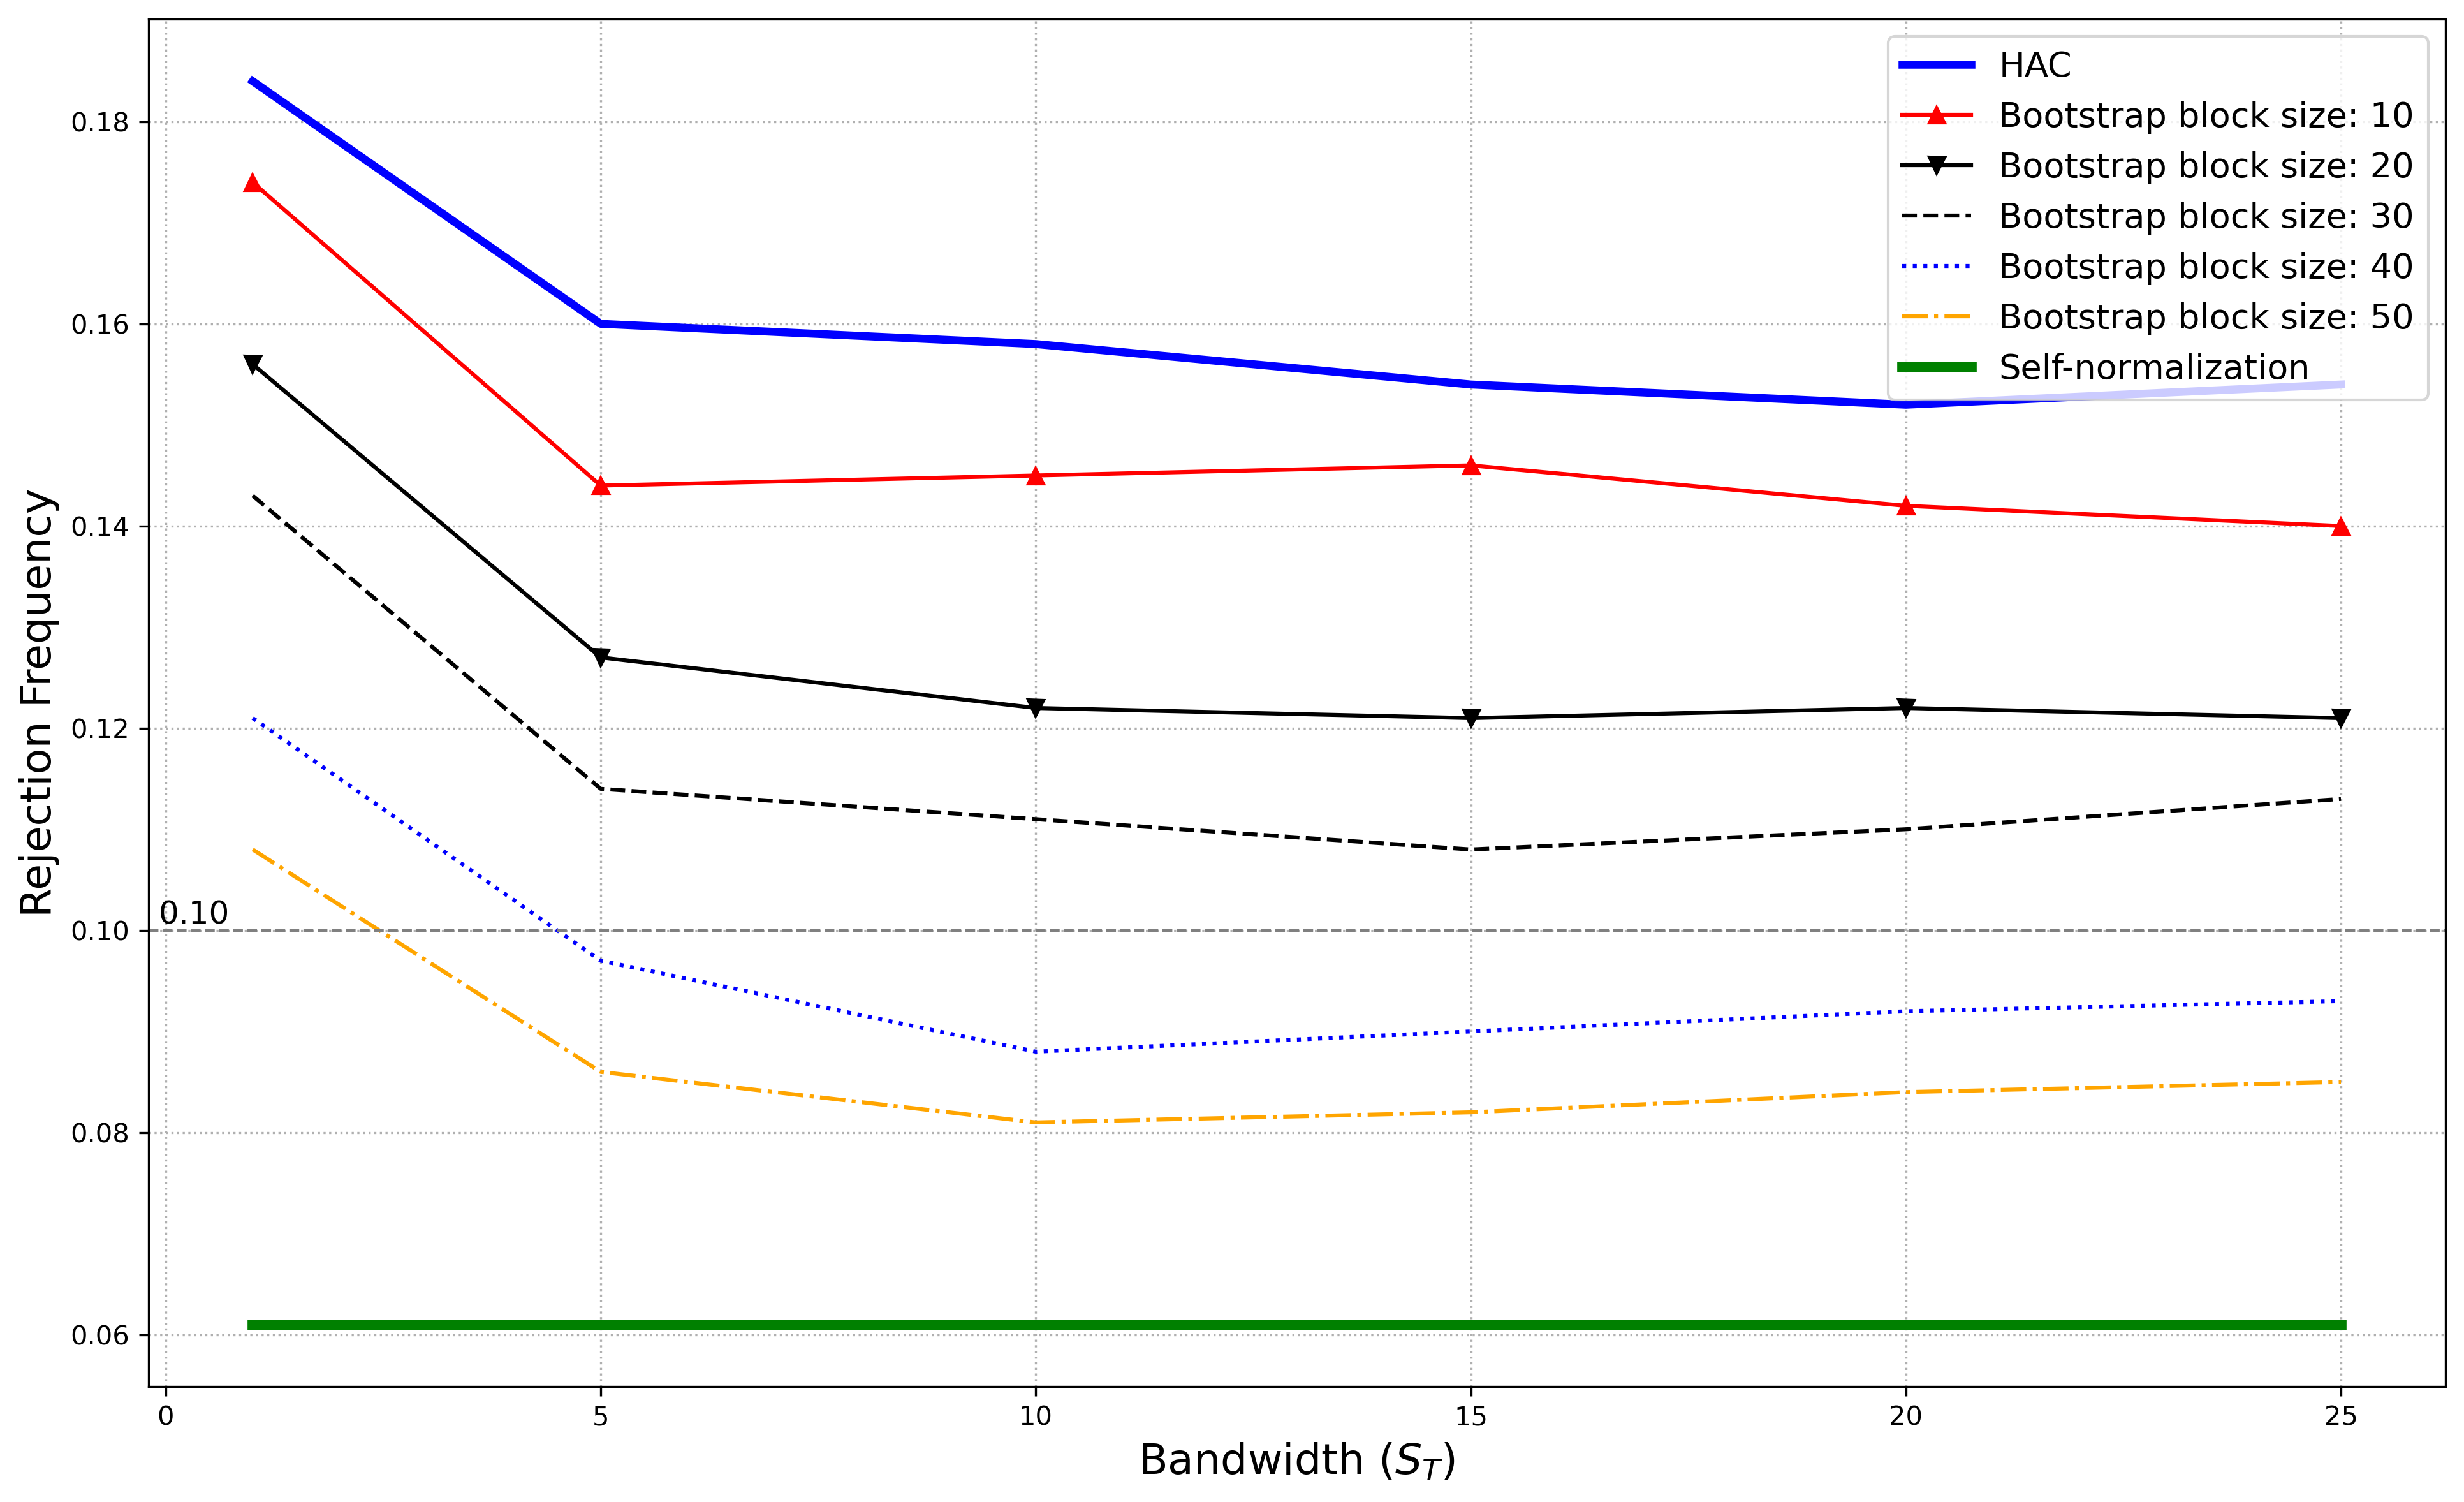 HAC
Bootstrap block size: 10
Bootstrap block size: 20
Bootstrap block size: 30
Bootstrap block size: 40
Bootstrap block size: 50
Self-normalization
Rejection Frequency
0.18
0.16
0.14
0.12
0.10
0.10
0.08
0.06
0 5 10 15 20 25
Bandwidth (S_T)